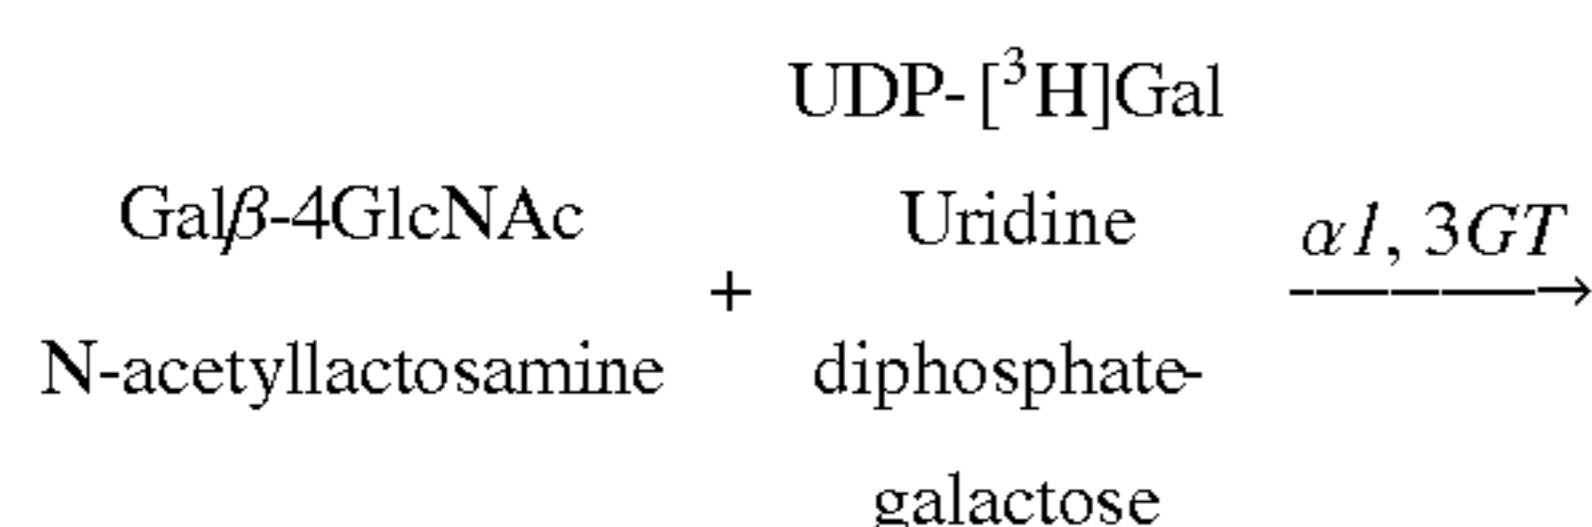 UDP-[³H]Gal
Galβ-4GlcNAc
Uridine
α1, 3GT
+
N-acetyllactosamine
diphosphate-
galactose